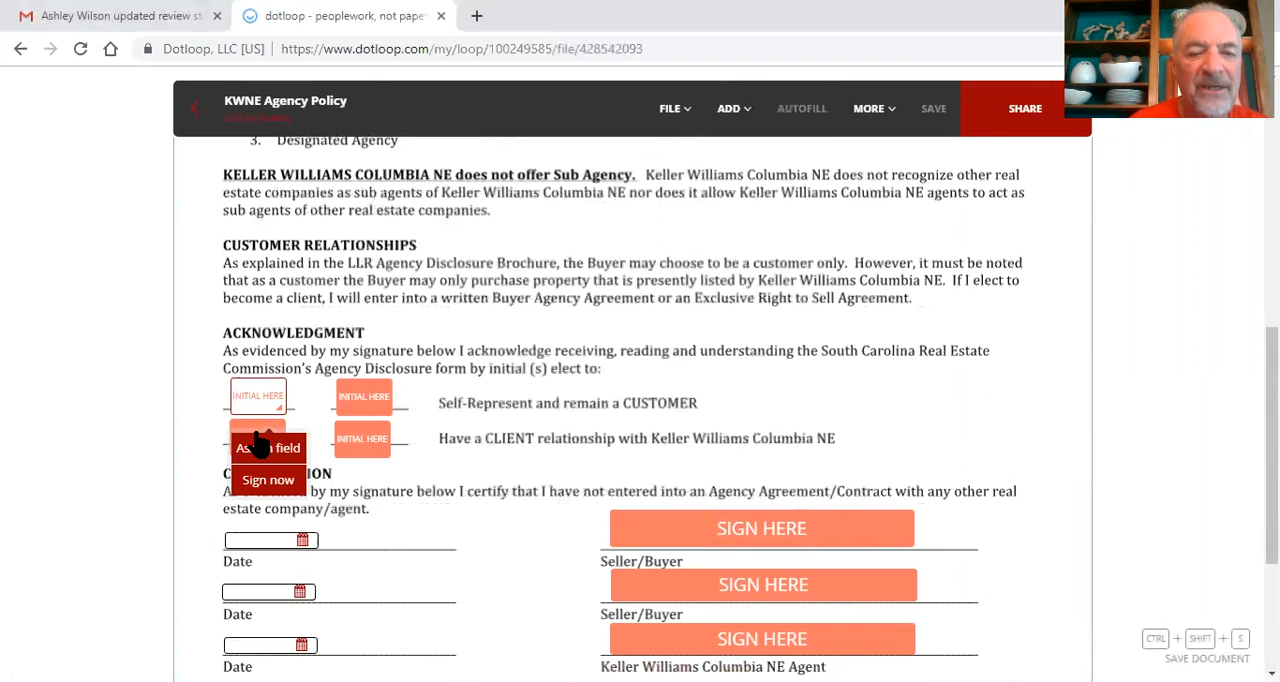 Ashley Wilson updated review st
dotloop - peoplework, not pape
Dotloop, LLC [US] https://www.dotloop.com/my/loop/100249585/file/428542093
KWNE Agency Policy
FILE ADD AUTOFILL MORE SAVE SHARE
3. Designated Agency
KELLER WILLIAMS COLUMBIA NE does not offer Sub Agency. Keller Williams Columbia NE does not recognize other real
estate companies as sub agents of Keller Williams Columbia NE nor does it allow Keller Williams Columbia NE agents to act as
sub agents of other real estate companies.
CUSTOMER RELATIONSHIPS
As explained in the LLR Agency Disclosure Brochure, the Buyer may choose to be a customer only. However, it must be noted
that as a customer the Buyer may only purchase property that is presently listed by Keller Williams Columbia NE. If I elect to
become a client, I will enter into a written Buyer Agency Agreement or an Exclusive Right to Sell Agreement.
ACKNOWLEDGMENT
As evidenced by my signature below I acknowledge receiving, reading and understanding the South Carolina Real Estate
Commission's Agency Disclosure form by initial (s) elect to:
INITIAL HERE INITIAL HERE Self-Represent and remain a CUSTOMER
INITIAL HERE Have a CLIENT relationship with Keller Williams Columbia NE
field
Sign now
by my signature below I certify that I have not entered into an Agency Agreement/Contract with any other real
estate company/agent.
SIGN HERE
Date Seller/Buyer
SIGN HERE
Date Seller/Buyer
SIGN HERE
Date Keller Williams Columbia NE Agent
CTRL + SHIFT + S
SAVE DOCUMENT